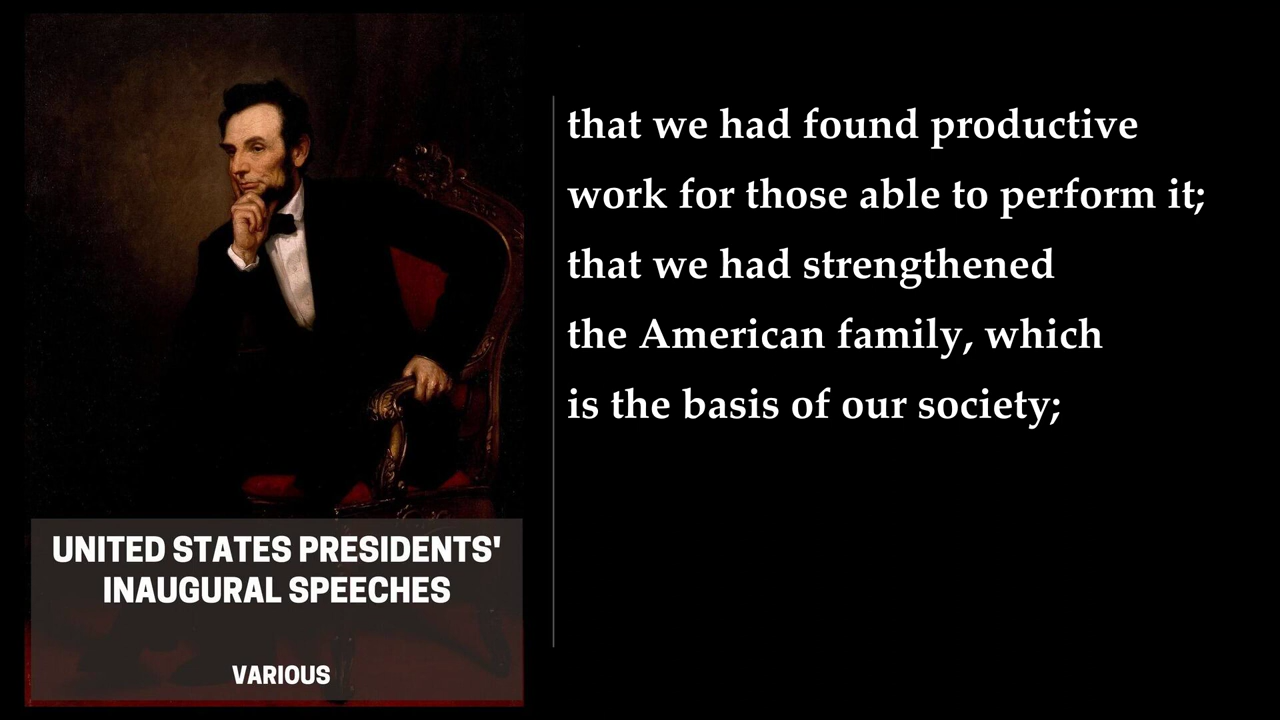 that we had found productive
work for those able to perform it;
that we had strengthened
the American family, which
is the basis of our society;
UNITED STATES PRESIDENTS'
INAUGURAL SPEECHES
VARIOUS